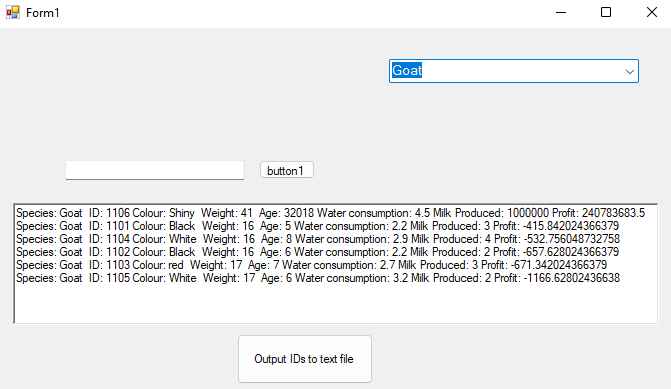 Form1
Goat
button1
Species: Goat ID: 1106 Colour: Shiny Weight: 41 Age: 32018 Water consumption: 4.5 Milk Produced: 1000000 Profit: 240783683.5
Species: Goat ID: 1101 Colour: Black Weight: 16 Age: 5 Water consumption: 2.2 Milk Produced: 3 Profit: -415.842024366379
Species: Goat ID: 1104 Colour: White Weight: 16 Age: 8 Water consumption: 2.9 Milk Produced: 4 Profit: -532.756048732758
Species: Goat ID: 1102 Colour: Black Weight: 16 Age: 6 Water consumption: 2.2 Milk Produced: 2 Profit: -657.628024366379
Species: Goat ID: 1103 Colour: red Weight: 17 Age: 7 Water consumption: 2.7 Milk Produced: 3 Profit: -671.342024366379
Species: Goat ID: 1105 Colour: White Weight: 17 Age: 6 Water consumption: 3.2 Milk Produced: 2 Profit: -1166.62802436638
Output IDs to text file